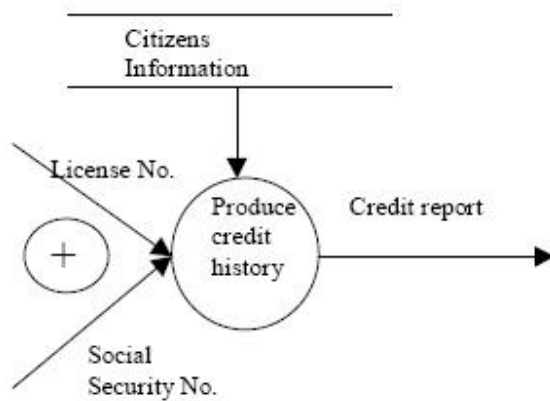 Citizens
Information
License No.
Produce
credit
history
Credit report
+
Social
Security No.